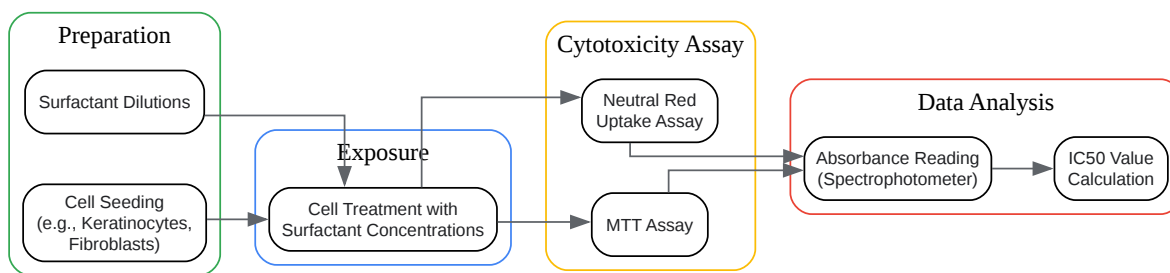 Preparation
Surfactant Dilutions
Cell Seeding
(e.g., Keratinocytes,
Fibroblasts)
Exposure
Cell Treatment with
Surfactant Concentrations
Cytotoxicity Assay
Neutral Red
Uptake Assay
MTT Assay
Data Analysis
Absorbance Reading
(Spectrophotometer)
IC50 Value
Calculation